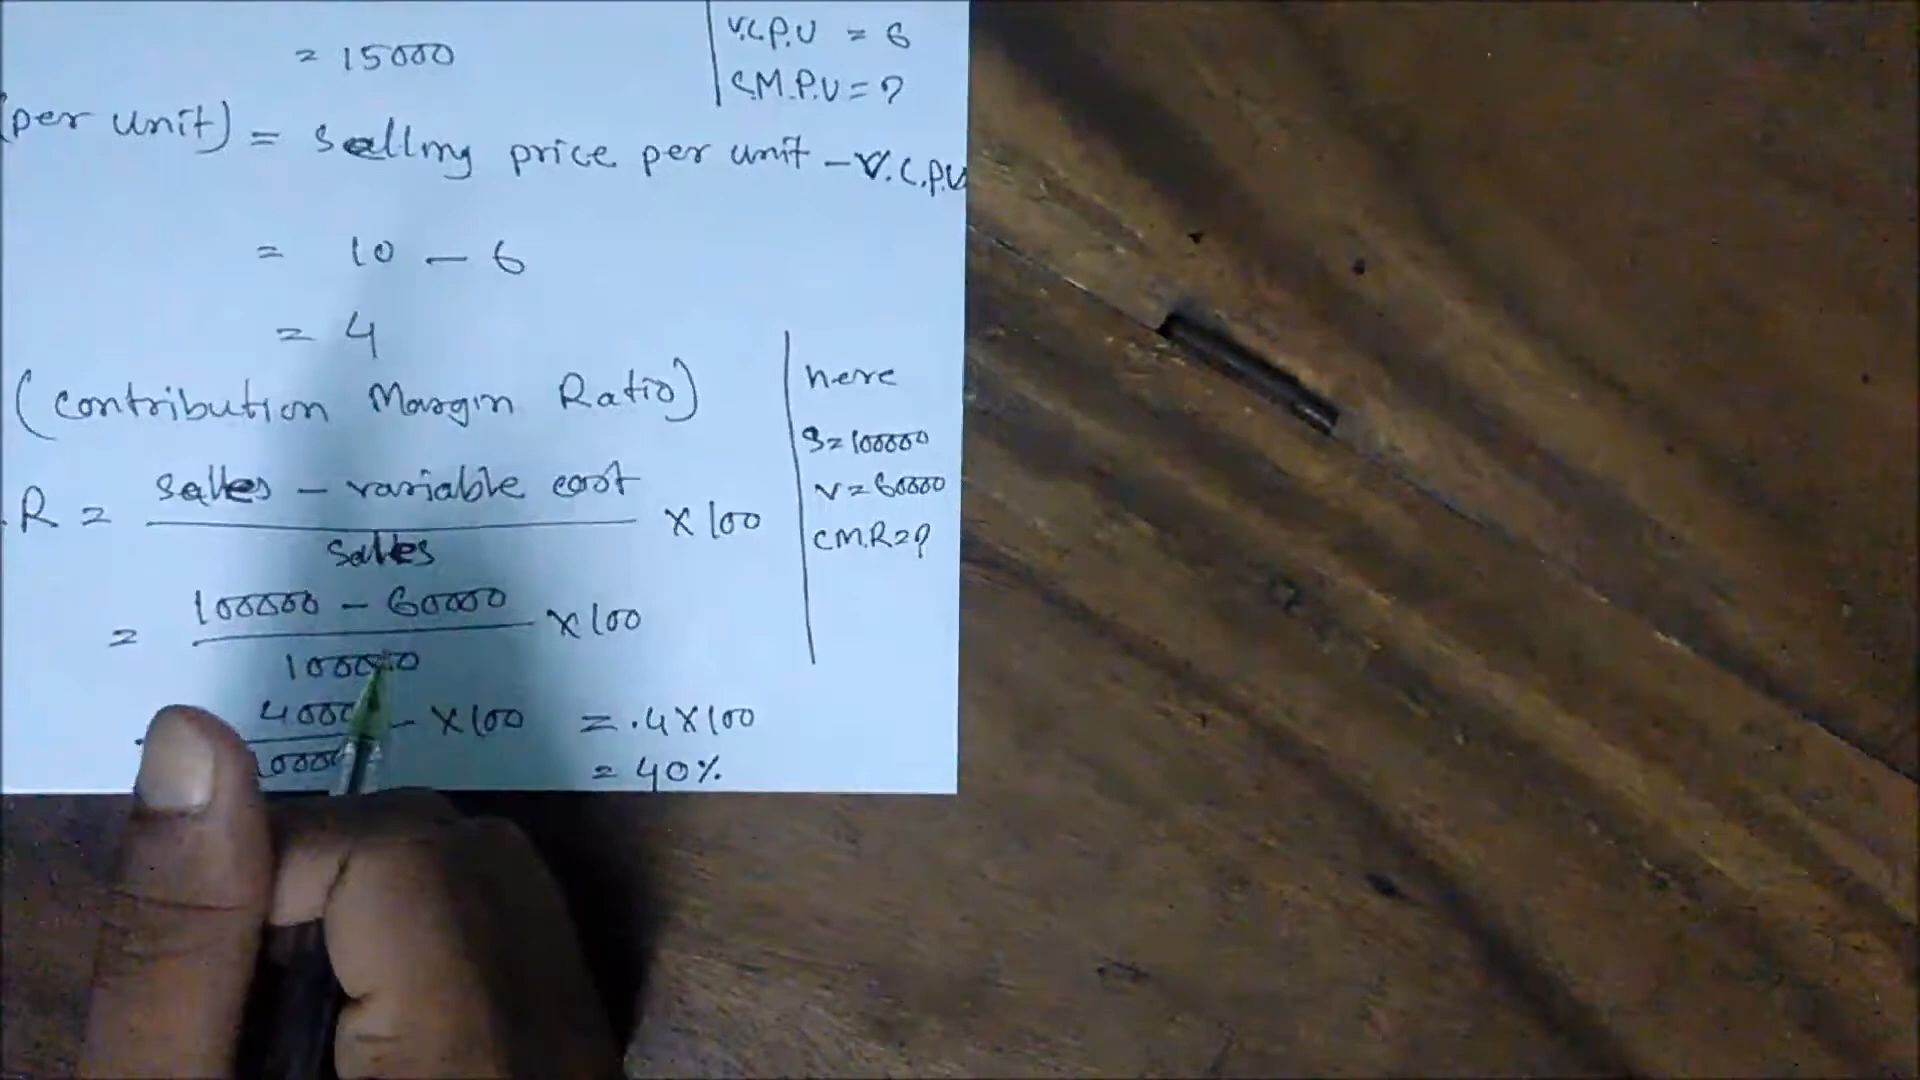 = 15000
V.C.P.U = 6
C.M.P.U = ?
(per unit) = selling price per unit - V.C.P.U
= 10 - 6
= 4
(Contribution Margin Ratio)
.R = sales - variable cost
sales
x 100
= 100000 - 60000
100000
x 100
x 100 = .4 x 100
= 40%
here
S = 100000
V = 60000
CM.R = ?